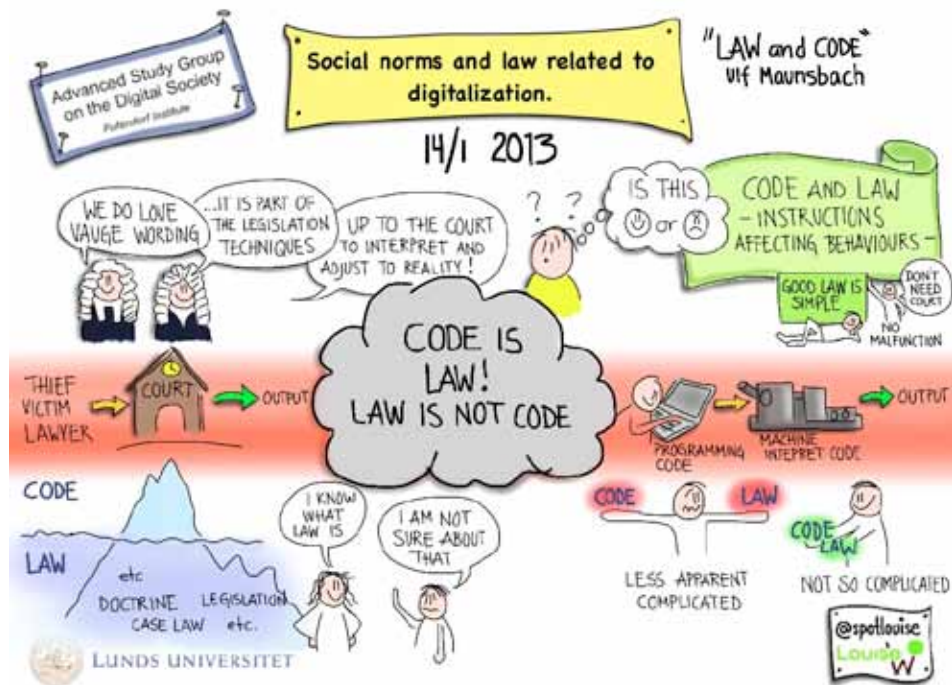 Advanced Study Group
on the Digital Society
Pufendorf Institute
Social norms and law related to
digitalization.
"LAW and CODE"
Ulf Maunsbach
14/1 2013
WE DO LOVE
VAUGE WORDING
...IT IS PART OF
THE LEGISLATION
TECHNIQUES
UP TO THE COURT
TO INTERPRET AND
ADJUST TO REALITY!
? ?
IS THIS
or
CODE AND LAW
- INSTRUCTIONS
AFFECTING BEHAVIOURS -
GOOD LAW IS
SIMPLE
DON'T
NEED
COURT
NO
MALFUNCTION
CODE IS
LAW!
LAW IS NOT CODE
THIEF
VICTIM
LAWYER
COURT
OUTPUT
PROGRAMMING
CODE
MACHINE
INTEPRET CODE
OUTPUT
CODE
LAW
etc
DOCTRINE
LEGISLATION
CASE LAW
etc.
I KNOW
WHAT
LAW IS
I AM NOT
SURE ABOUT
THAT
CODE
LAW
LESS APPARENT
COMPLICATED
CODE
LAW
NOT SO COMPLICATED
LUNDS UNIVERSITET
@spotlouise
Louise
W